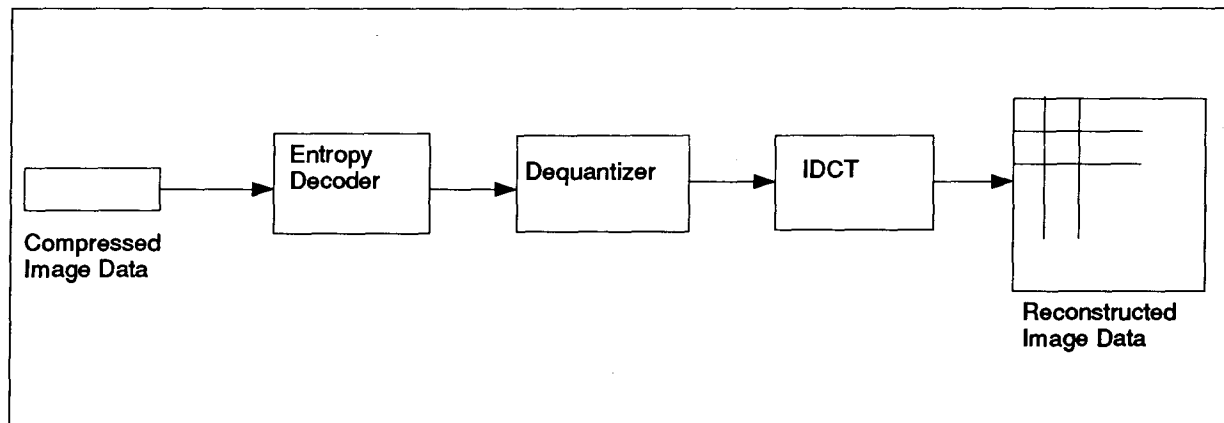 Entropy
Decoder
Dequantizer
IDCT
Compressed
Image Data
Reconstructed
Image Data